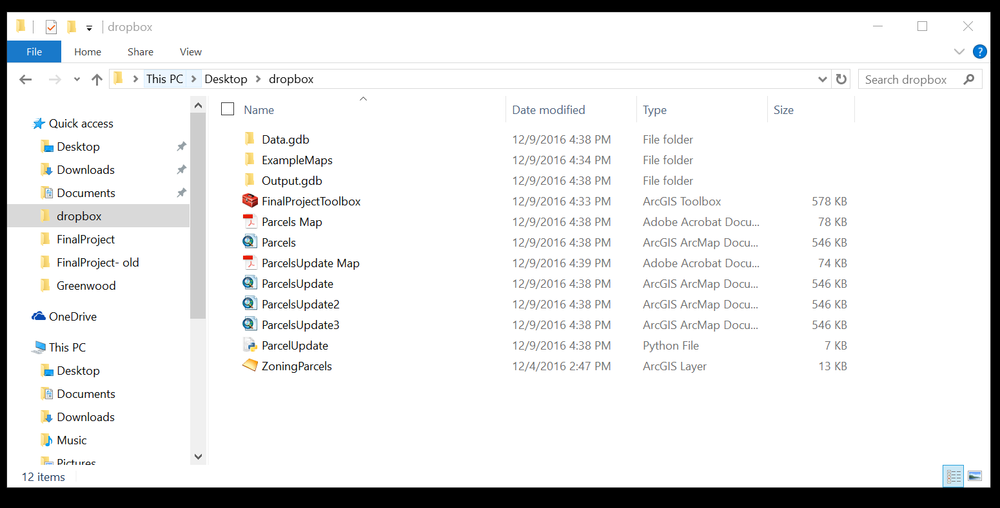 dropbox
File Home Share View
?
This PC Desktop dropbox Search dropbox
Name Date modified Type Size
Quick access
Desktop
Downloads
Documents
dropbox
FinalProject
FinalProject- old
Greenwood
OneDrive
This PC
Desktop
Documents
Downloads
Music
Pictures
Data.gdb 12/9/2016 4:38 PM File folder
ExampleMaps 12/9/2016 4:34 PM File folder
Output.gdb 12/9/2016 4:38 PM File folder
FinalProjectToolbox 12/9/2016 4:33 PM ArcGIS Toolbox 578 KB
Parcels Map 12/9/2016 4:38 PM Adobe Acrobat Docu... 78 KB
Parcels 12/9/2016 4:38 PM ArcGIS ArcMap Docu... 546 KB
ParcelsUpdate Map 12/9/2016 4:39 PM Adobe Acrobat Docu... 74 KB
ParcelsUpdate 12/9/2016 4:38 PM ArcGIS ArcMap Docu... 546 KB
ParcelsUpdate2 12/9/2016 4:38 PM ArcGIS ArcMap Docu... 546 KB
ParcelsUpdate3 12/9/2016 4:38 PM ArcGIS ArcMap Docu... 546 KB
ParcelUpdate 12/9/2016 4:38 PM Python File 7 KB
ZoningParcels 12/4/2016 2:47 PM ArcGIS Layer 13 KB
12 items